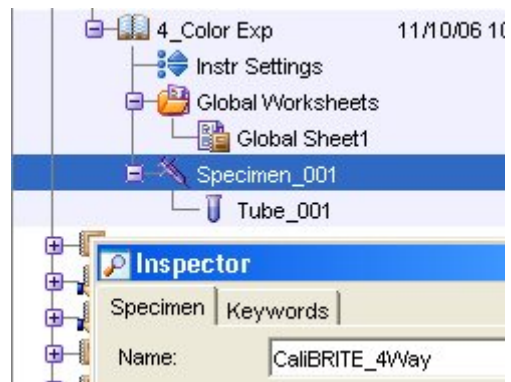 4_Color Exp 11/10/06 10
Instr Settings
Global Worksheets
Global Sheet1
Specimen_001
Tube_001
Inspector
Specimen Keywords
Name: CaliBRITE_4Way